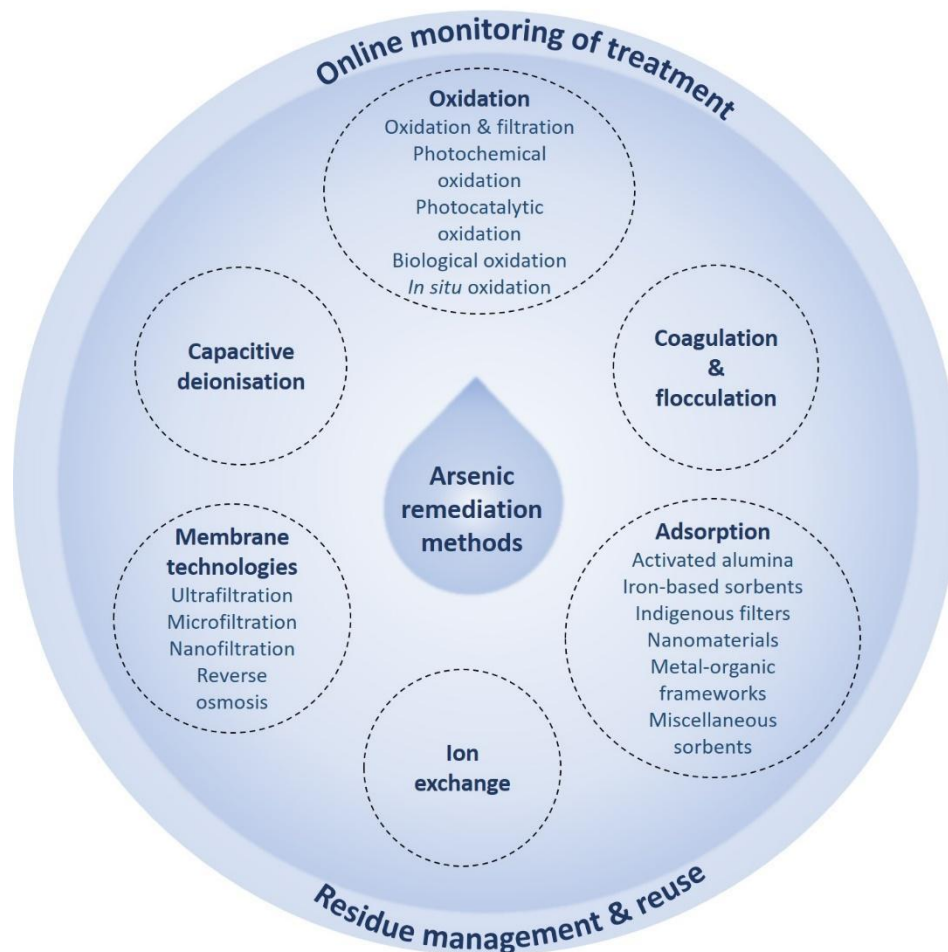 Online monitoring of treatment
Oxidation
Oxidation & filtration
Photochemical
oxidation
Photocatalytic
oxidation
Biological oxidation
In situ oxidation
Capacitive
deionisation
Coagulation
&
flocculation
Arsenic
remediation
methods
Membrane
technologies
Ultrafiltration
Microfiltration
Nanofiltration
Reverse
osmosis
Adsorption
Activated alumina
Iron-based sorbents
Indigenous filters
Nanomaterials
Metal-organic
frameworks
Miscellaneous
sorbents
Ion
exchange
Residue management & reuse